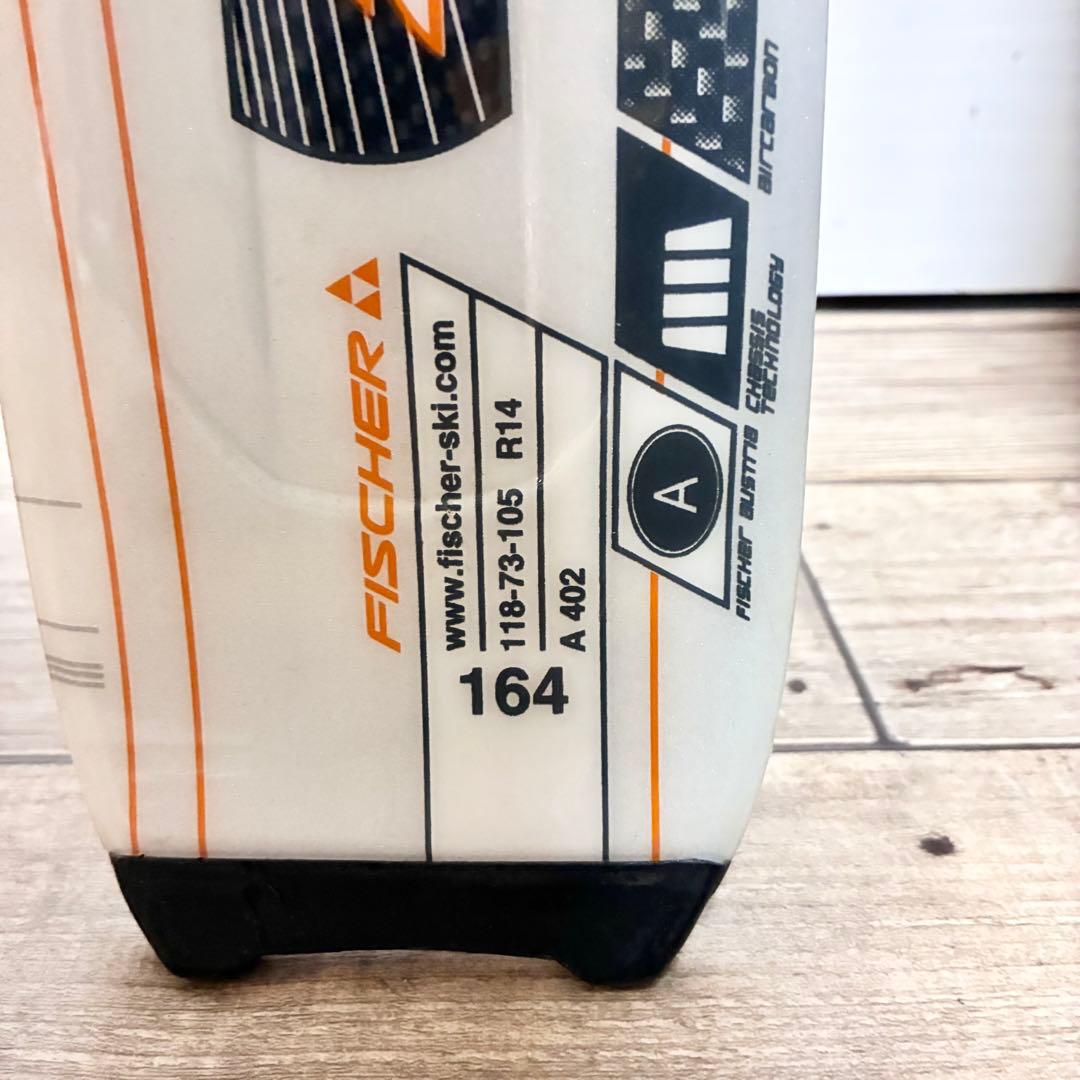 FISCHER
www.fischer-ski.com
118-73-105 R14
A 402
164
aircarbon
CHASSIS
TECHNOLOGY
A
FISCHER AUSTRIA